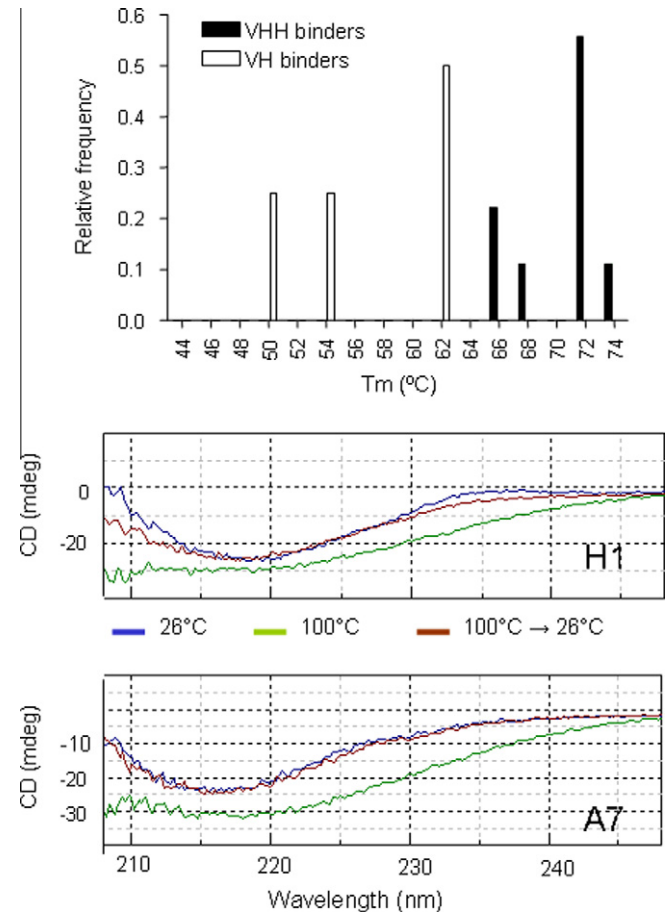 0.6
VHH binders
VH binders
0.5
0.4
0.3
0.2
0.1
0.0
Relative frequency
44 46 48 50 52 54 56 58 60 62 64 66 68 70 72 74
Tm (ºC)
0
-20
CD (mdeg)
H1
26°C 100°C 100°C → 26°C
-10
-20
-30
CD (mdeg)
A7
210 220 230 240
Wavelength (nm)